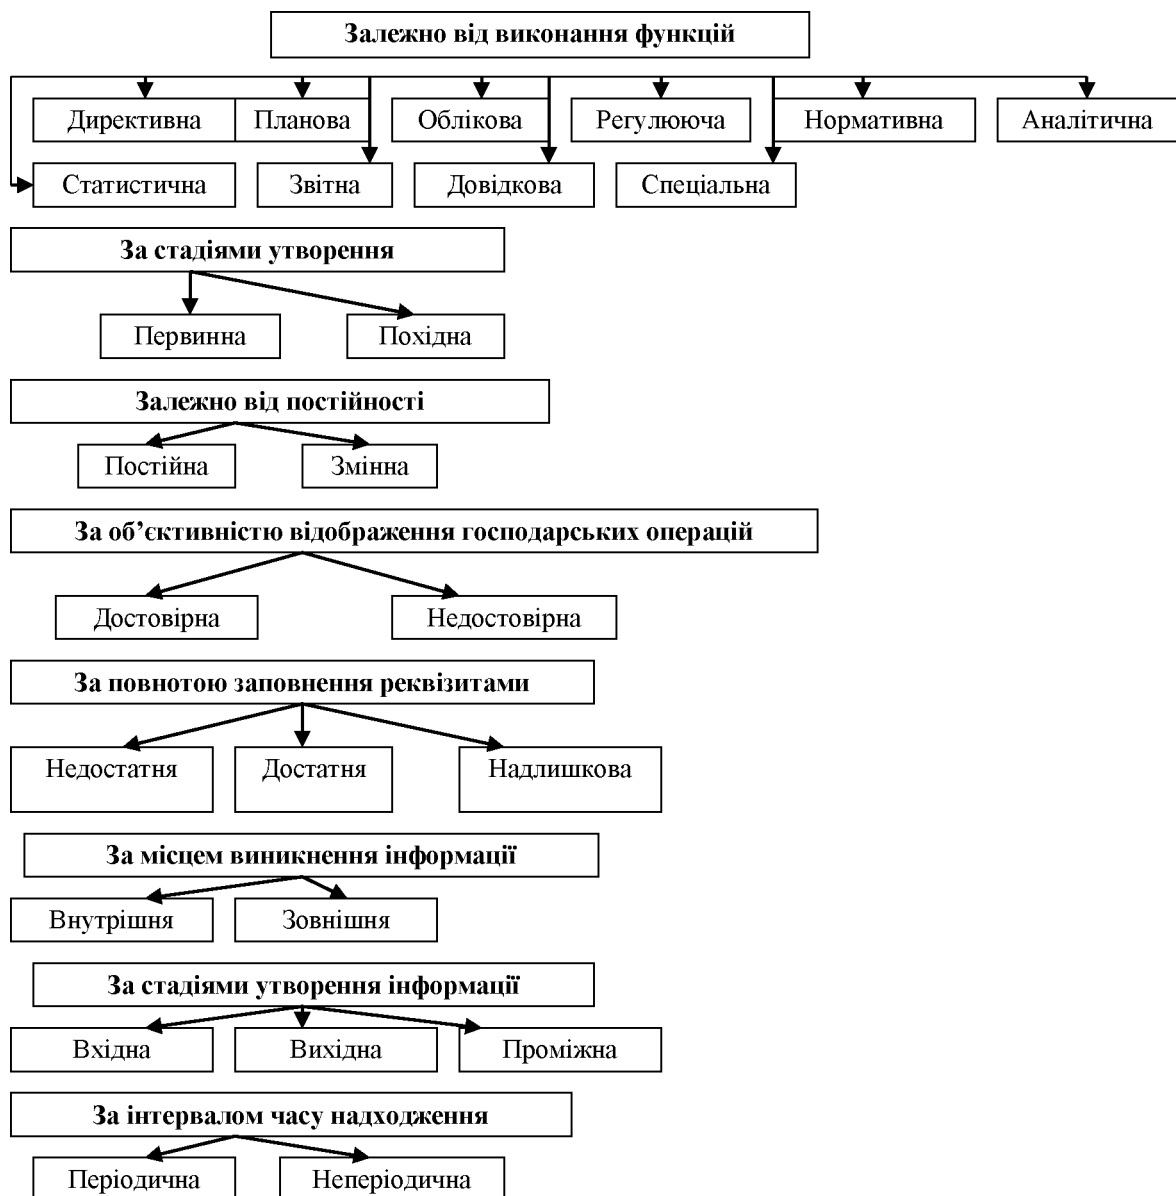 Залежно від виконання функцій
Директивна Планова Облікова Регулююча Нормативна Аналітична
Статистична Звітна Довідкова Спеціальна
За стадіями утворення
Первинна Похідна
Залежно від постійності
Постійна Змінна
За об’єктивністю відображення господарських операцій
Достовірна Недостовірна
За повнотою заповнення реквізитами
Недостатня Достатня Надлишкова
За місцем виникнення інформації
Внутрішня Зовнішня
За стадіями утворення інформації
Вхідна Вихідна Проміжна
За інтервалом часу надходження
Періодична Неперіодична